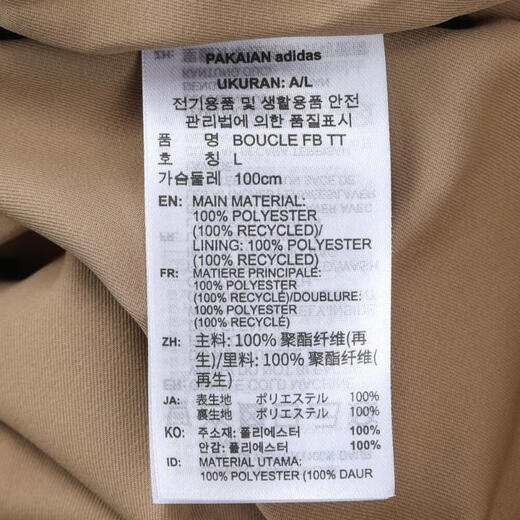 PAKAIAN adidas
UKURAN: A/L
전기용품 및 생활용품 안전
관리법에 의한 품질표시
품 명 BOUCLE FB TT
호 칭 L
가슴둘레 100cm
EN: MAIN MATERIAL:
100% POLYESTER
(100% RECYCLED)/
LINING: 100% POLYESTER
(100% RECYCLED)
FR: MATIERE PRINCIPALE:
100% POLYESTER
(100% RECYCLÉ)/DOUBLURE:
100% POLYESTER
(100% RECYCLÉ)
ZH: 主料: 100% 聚酯纤维(再
生)/里料: 100% 聚酯纤维(
再生)
JA: 表生地 ポリエステル 100%
裏生地 ポリエステル 100%
KO: 주소재: 폴리에스터 100%
안감: 폴리에스터 100%
ID: MATERIAL UTAMA:
100% POLYESTER (100% DAUR